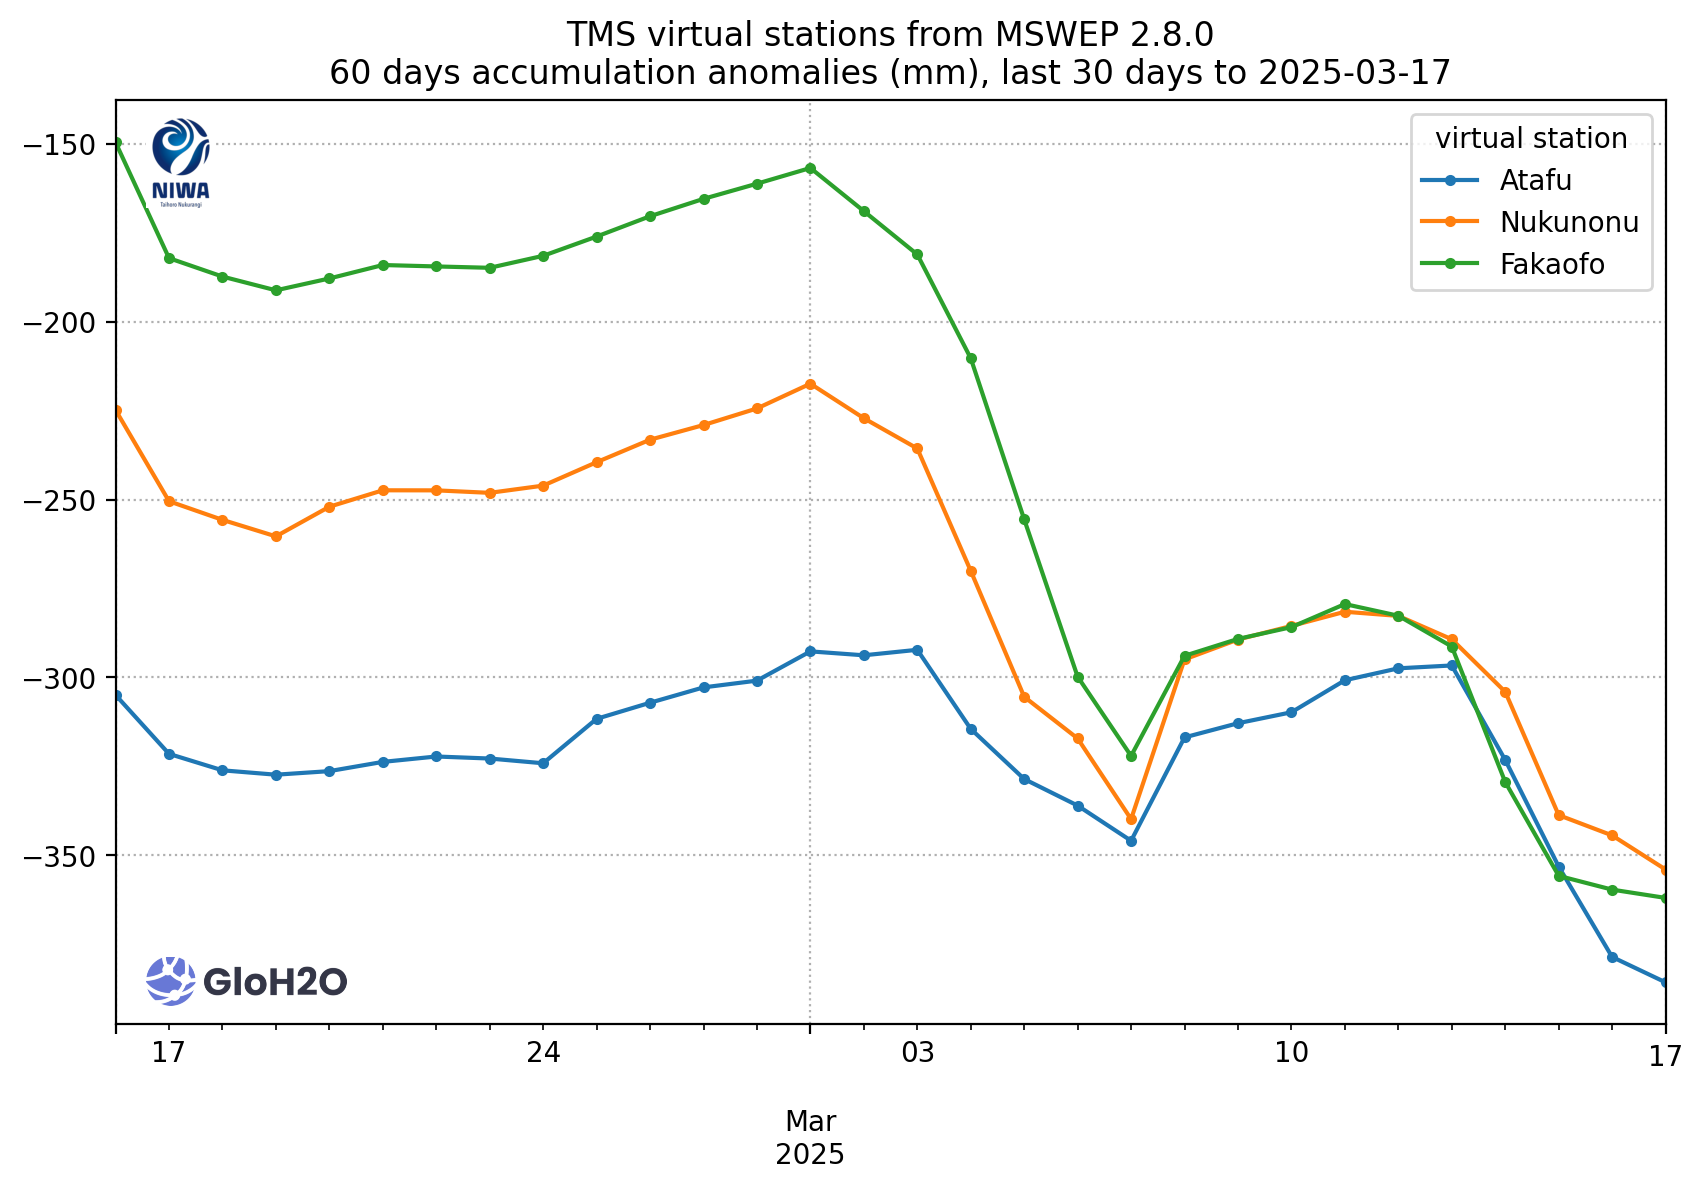 TMS virtual stations from MSWEP 2.8.0
60 days accumulation anomalies (mm), last 30 days to 2025-03-17
−150
−200
−250
−300
−350
NIWA
Taihoro Nukurangi
virtual station
Atafu
Nukunonu
Fakaofo
GloH2O
17
24
03
10
17
Mar
2025